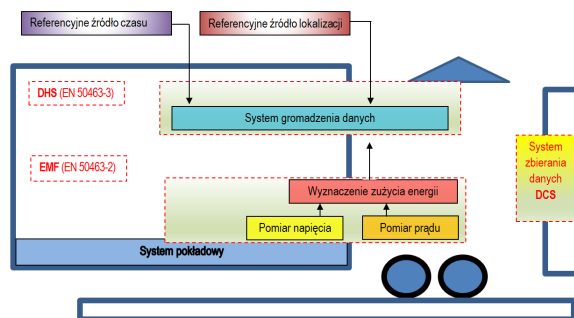 Referencyjne źródło czasu
Referencyjne źródło lokalizacji
DHS (EN 50463-3)
System gromadzenia danych
EMF (EN 50463-2)
System
zbierania
danych
DCS
Wyznaczenie zużycia energii
Pomiar napięcia
Pomiar prądu
System pokładowy